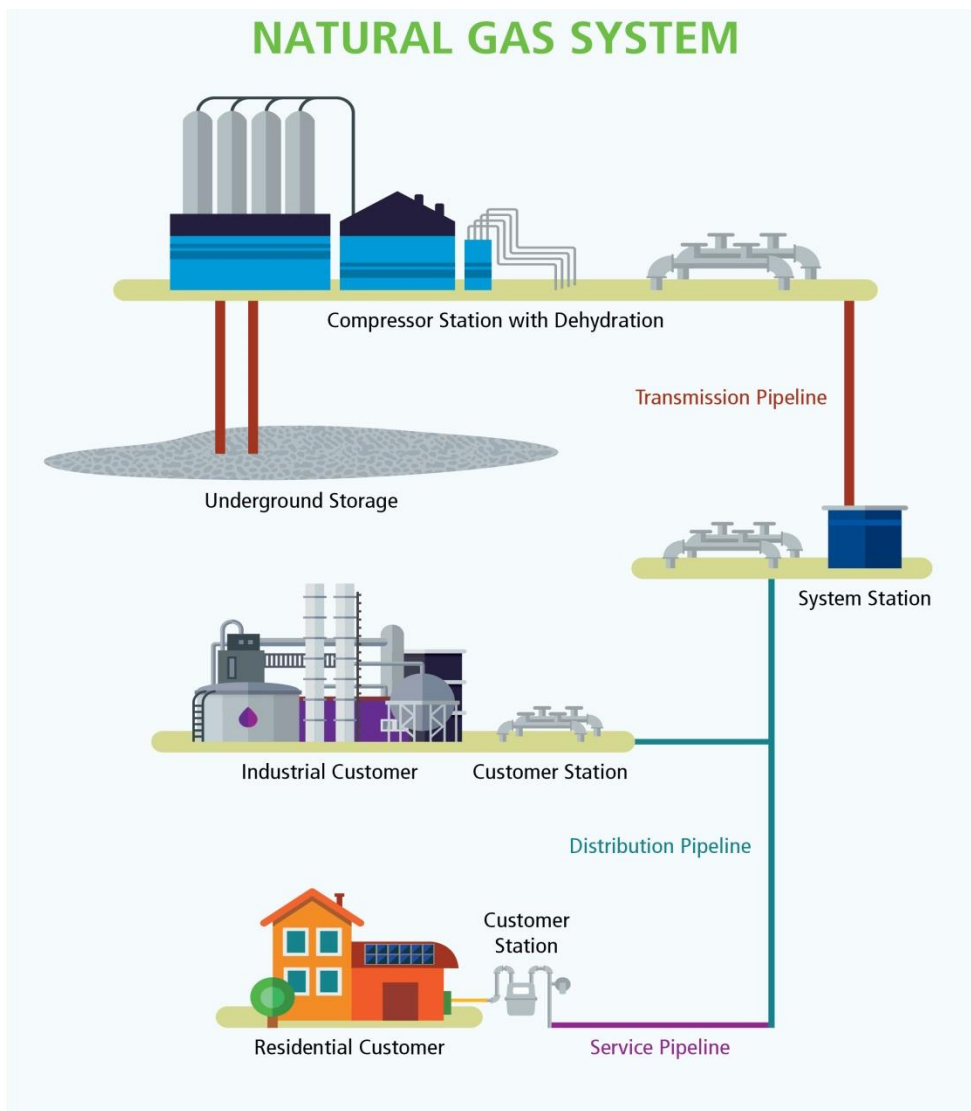 NATURAL GAS SYSTEM
Compressor Station with Dehydration
Transmission Pipeline
Underground Storage
System Station
Industrial Customer
Customer Station
Distribution Pipeline
Customer
Station
Residential Customer
Service Pipeline